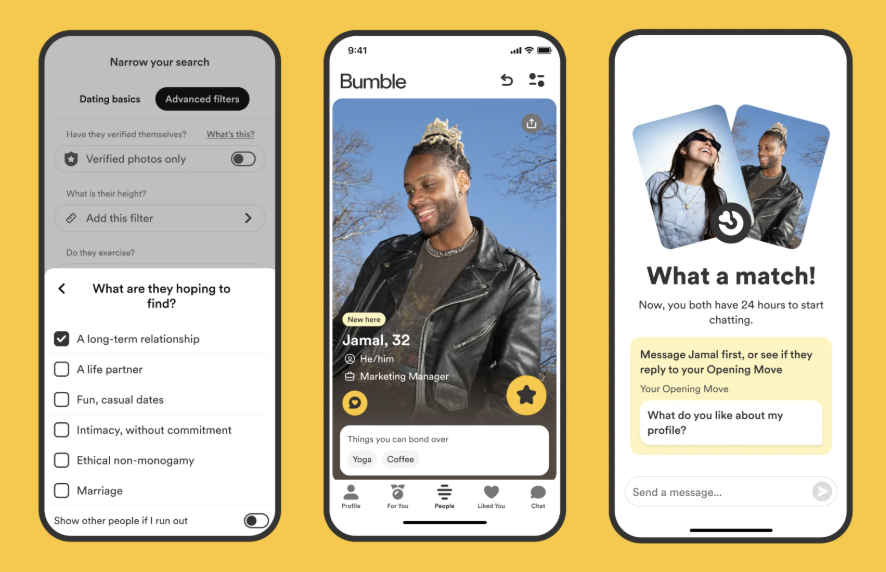 Narrow your search
Dating basics
Advanced filters
Have they verified themselves?
What's this?
Verified photos only
What is their height?
Add this filter
Do they exercise?
What are they hoping to
find?
A long-term relationship
A life partner
Fun, casual dates
Intimacy, without commitment
Ethical non-monogamy
Marriage
Show other people if I run out
9:41
Bumble
New here
Jamal, 32
He/him
Marketing Manager
Things you can bond over
Yoga
Coffee
Profile
For You
People
Liked You
Chat
What a match!
Now, you both have 24 hours to start
chatting.
Message Jamal first, or see if they
reply to your Opening Move
Your Opening Move
What do you like about my
profile?
Send a message...